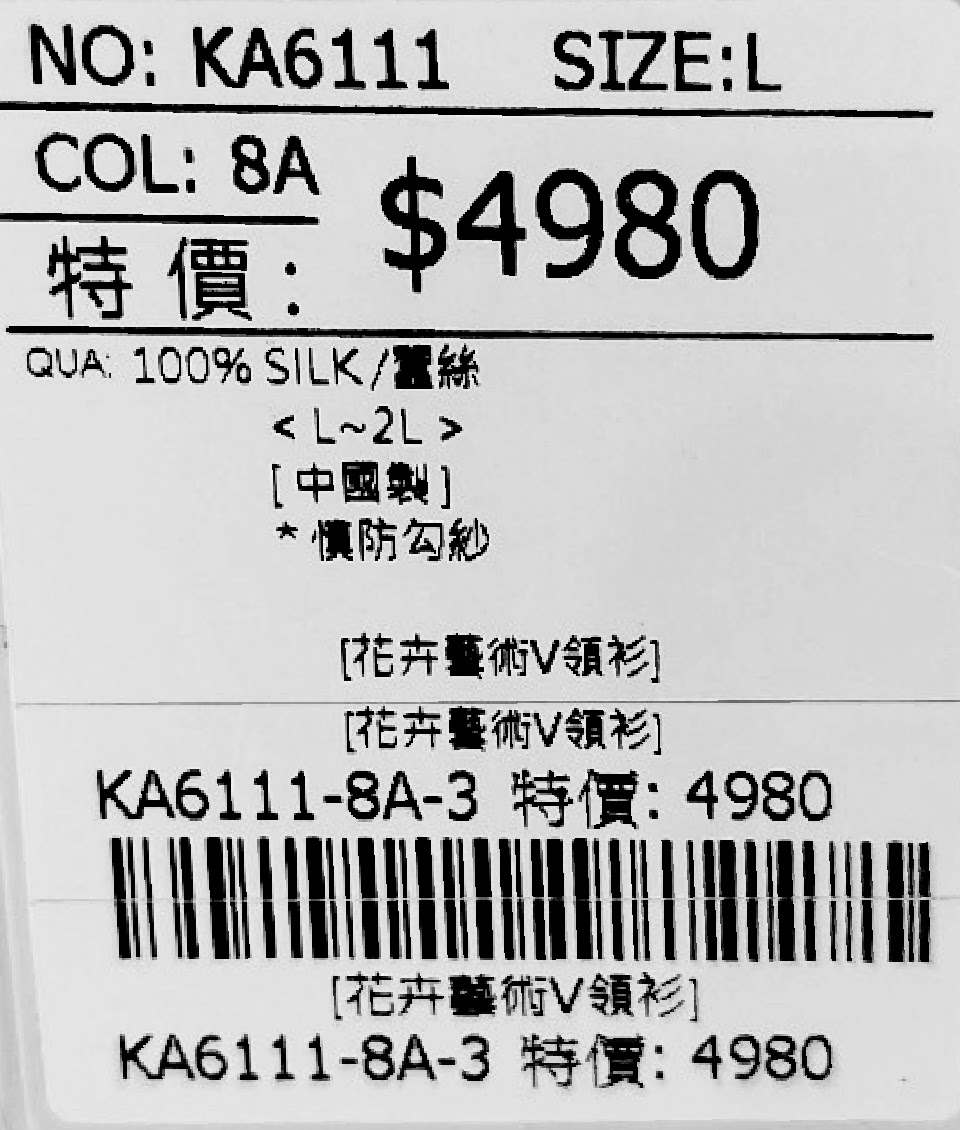 NO: KA6111 SIZE:L
COL: 8A
$4980
特價:
QUA: 100% SILK/蠶絲
< L~2L >
[中國製]
* 慎防勾紗
[花卉藝術V領衫]
[花卉藝術V領衫]
KA6111-8A-3 特價: 4980
[花卉藝術V領衫]
KA6111-8A-3 特價: 4980